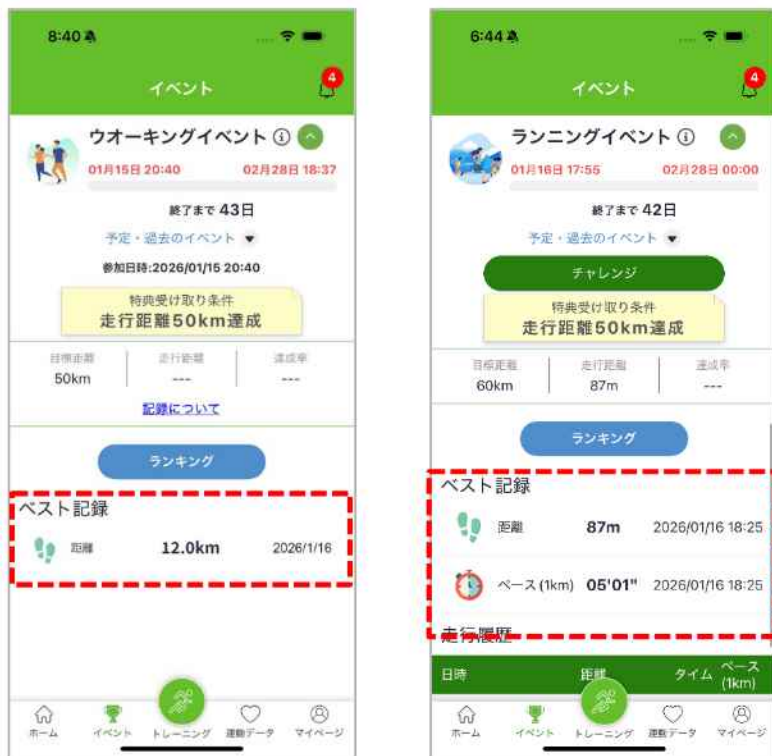 8:40
イベント
4
ウオーキングイベント
01月15日 20:40 02月28日 18:37
終了まで 43日
予定・過去のイベント ▼
参加日時:2026/01/15 20:40
特典受け取り条件
走行距離50km達成
目標距離 走行距離 達成率
50km --- ---
記録について
ランキング
ベスト記録
距離 12.0km 2026/1/16
ホーム イベント トレーニング 運動データ マイページ
6:44
イベント
4
ランニングイベント
01月16日 17:55 02月28日 00:00
終了まで 42日
予定・過去のイベント ▼
チャレンジ
特典受け取り条件
走行距離50km達成
目標距離 走行距離 達成率
60km 87m ---
ランキング
ベスト記録
距離 87m 2026/01/16 18:25
ペース(1km) 05'01" 2026/01/16 18:25
走行履歴
日時 距離 タイム ペース
(1km)
ホーム イベント トレーニング 運動データ マイページ